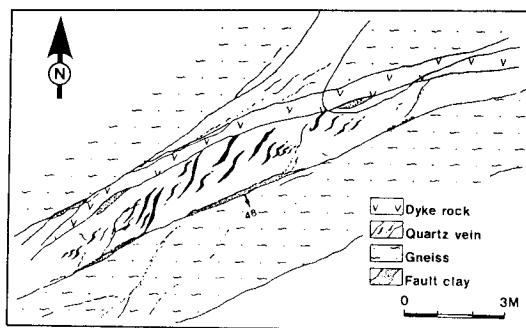 N
48
Dyke rock
Quartz vein
Gneiss
Fault clay
0 3M